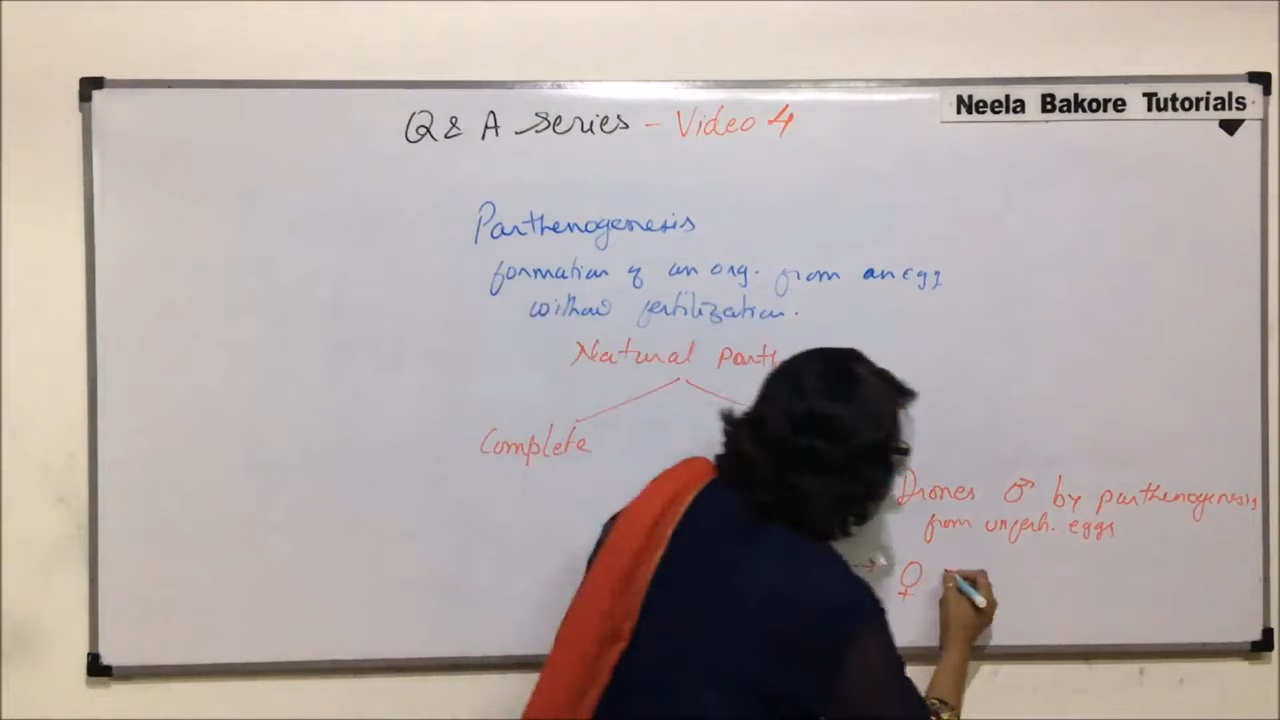 Neela Bakore Tutorials
Q & A Series - Video 4
Parthenogenesis
formation of an org. from an egg
without fertilization.
Natural Parth
Complete
Drones ♂ by parthenogenesis
from unferh. eggs
→ ♀